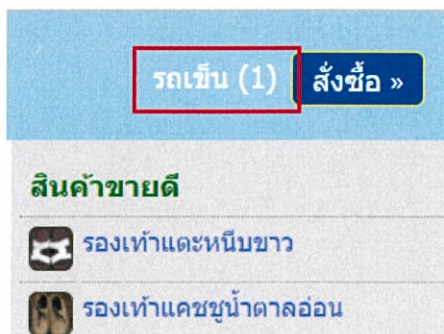 รถเข็น (1) สั่งซื้อ »
สินค้าขายดี
รองเท้าแตะหนีบขาว
รองเท้าแคชชูน้ำตาลอ่อน